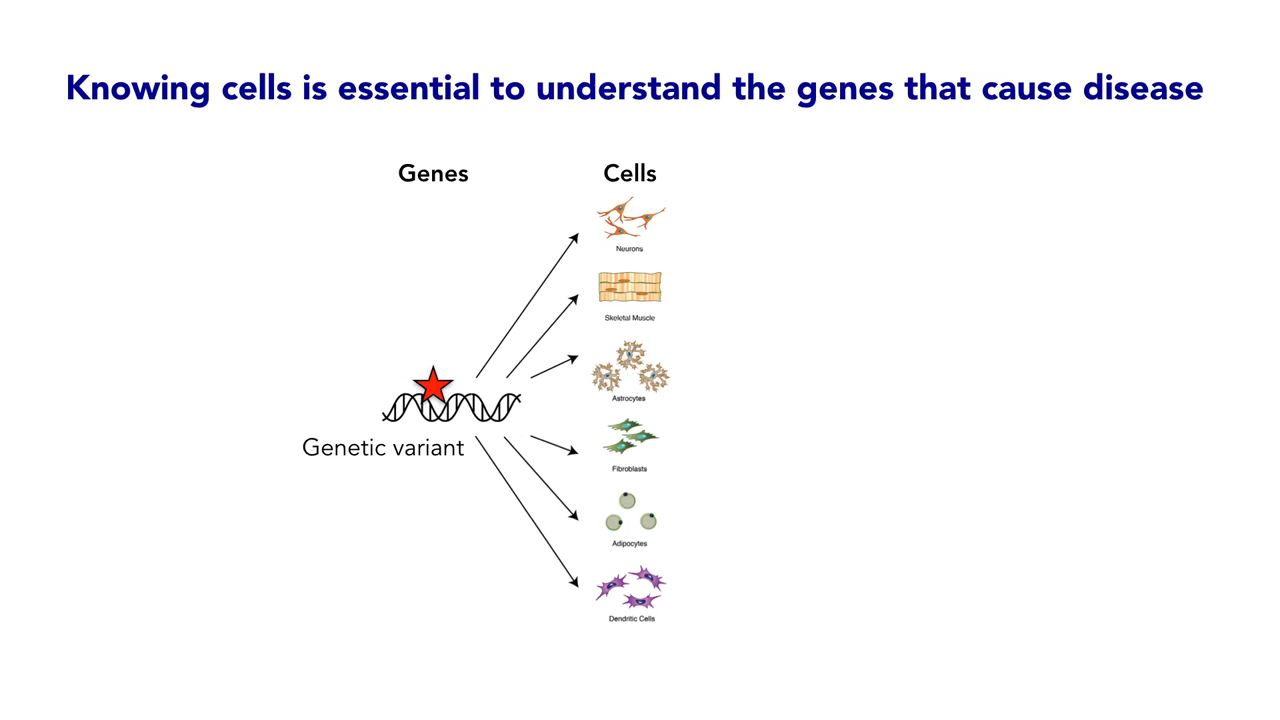 Knowing cells is essential to understand the genes that cause disease
Genes
Cells
Neurons
Skeletal Muscle
Astrocytes
Genetic variant
Fibroblasts
Adipocytes
Dendritic Cells